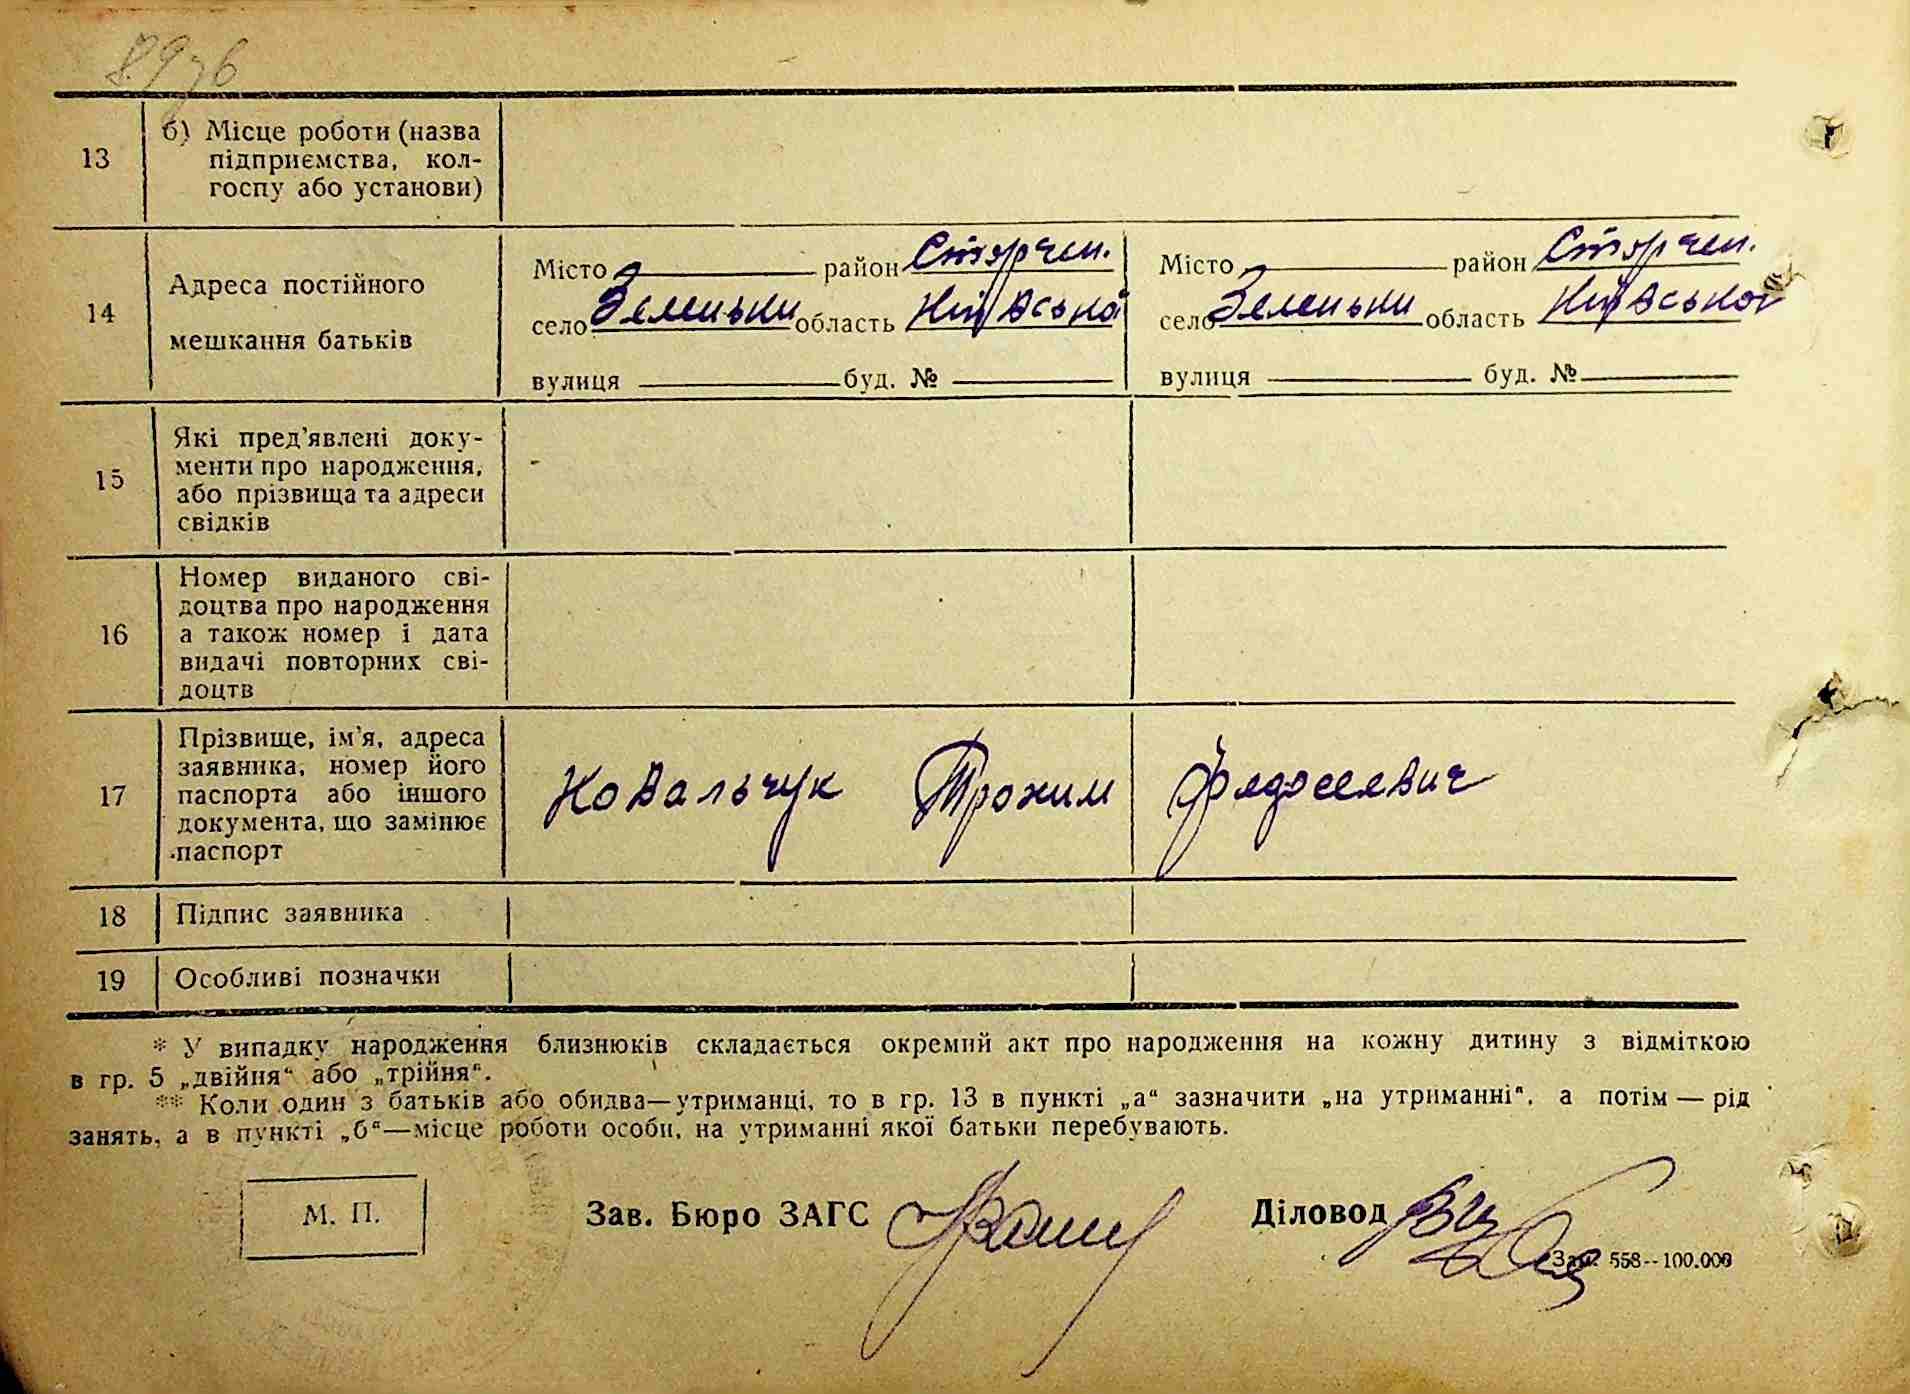 13
б) Місце роботи (назва
підприємства, кол-
госпу або установи)
14
Адреса постійного
мешкання батьків
Місто район Сторчен.
село Зеленьки область Київська
вулиця буд. №
Місто район Сторчен.
село Зеленьки область Київської
вулиця буд. №
15
Які пред'явлені доку-
менти про народження,
або прізвища та адреси
свідків
16
Номер виданого сві-
доцтва про народження
а також номер і дата
видачі повторних сві-
доцтв
17
Прізвище, ім'я, адреса
заявника, номер його
паспорта або іншого
документа, що замінює
паспорт
Ковальчук Трохим Федосеевич
18
Підпис заявника
19
Особливі позначки
* У випадку народження близнюків складається окремий акт про народження на кожну дитину з відміткою
в гр. 5 „двійня“ або „трійня“.
** Коли один з батьків або обидва—утриманці, то в гр. 13 в пункті „а“ зазначити „на утриманні“, а потім — рід
занять, а в пункті „б“—місце роботи особи, на утриманні якої батьки перебувають.
М. П.
Зав. Бюро ЗАГС
Діловод
Зам. 558--100.000